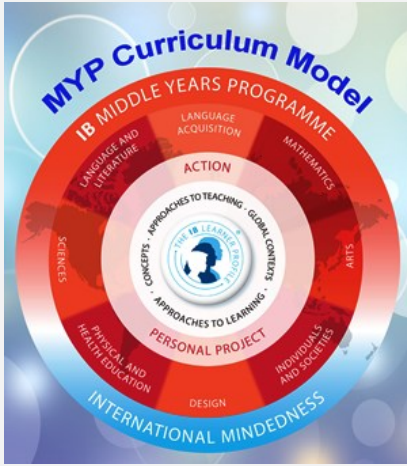 MYP Curriculum Model
IB MIDDLE YEARS PROGRAMME
LANGUAGE
ACQUISITION
LANGUAGE AND
LITERATURE
MATHEMATICS
SCIENCES
ARTS
PHYSICAL AND
HEALTH EDUCATION
INDIVIDUALS
AND SOCIETIES
DESIGN
ACTION
APPROACHES TO TEACHING · GLOBAL CONTEXTS ·
APPROACHES TO LEARNING ·
CONCEPTS ·
THE IB LEARNER PROFILE
PERSONAL PROJECT
INTERNATIONAL MINDEDNESS